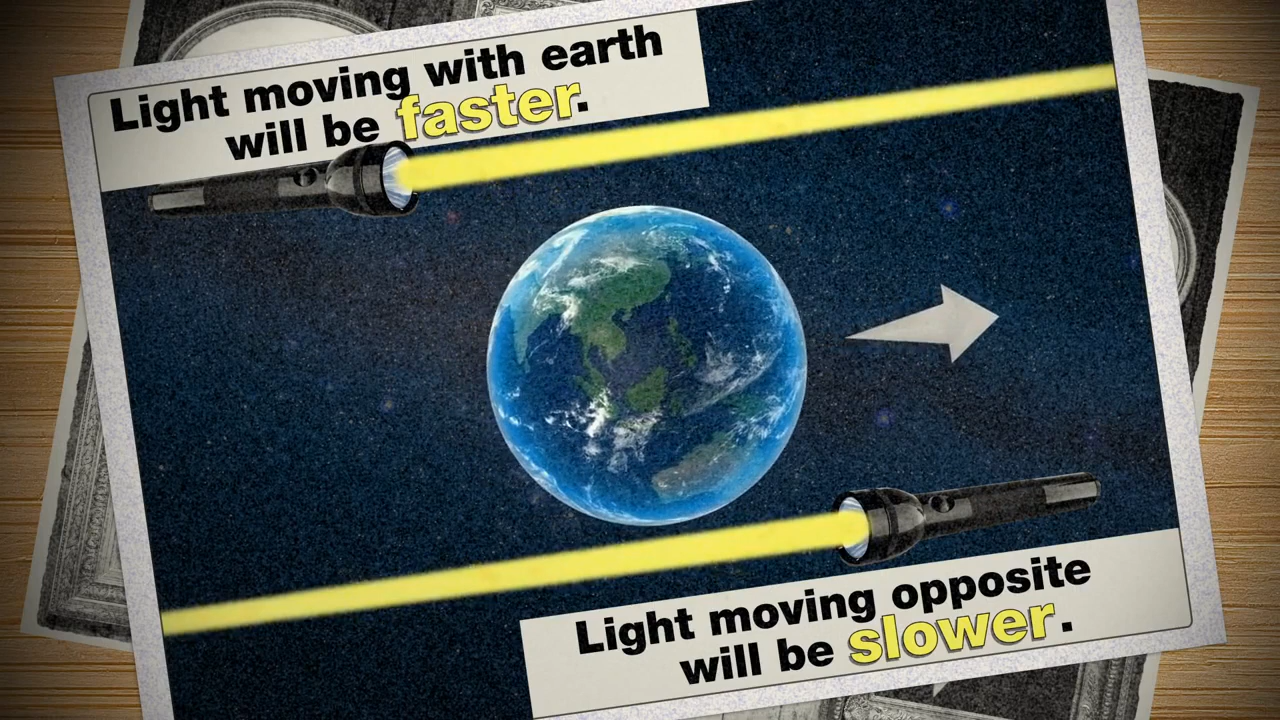 Light moving with earth
will be faster.
Light moving opposite
will be slower.